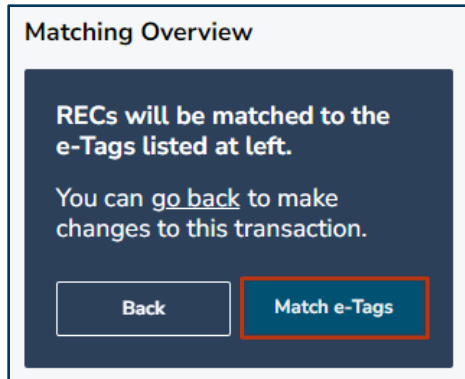 Matching Overview
RECs will be matched to the
e-Tags listed at left.
You can go back to make
changes to this transaction.
Back
Match e-Tags